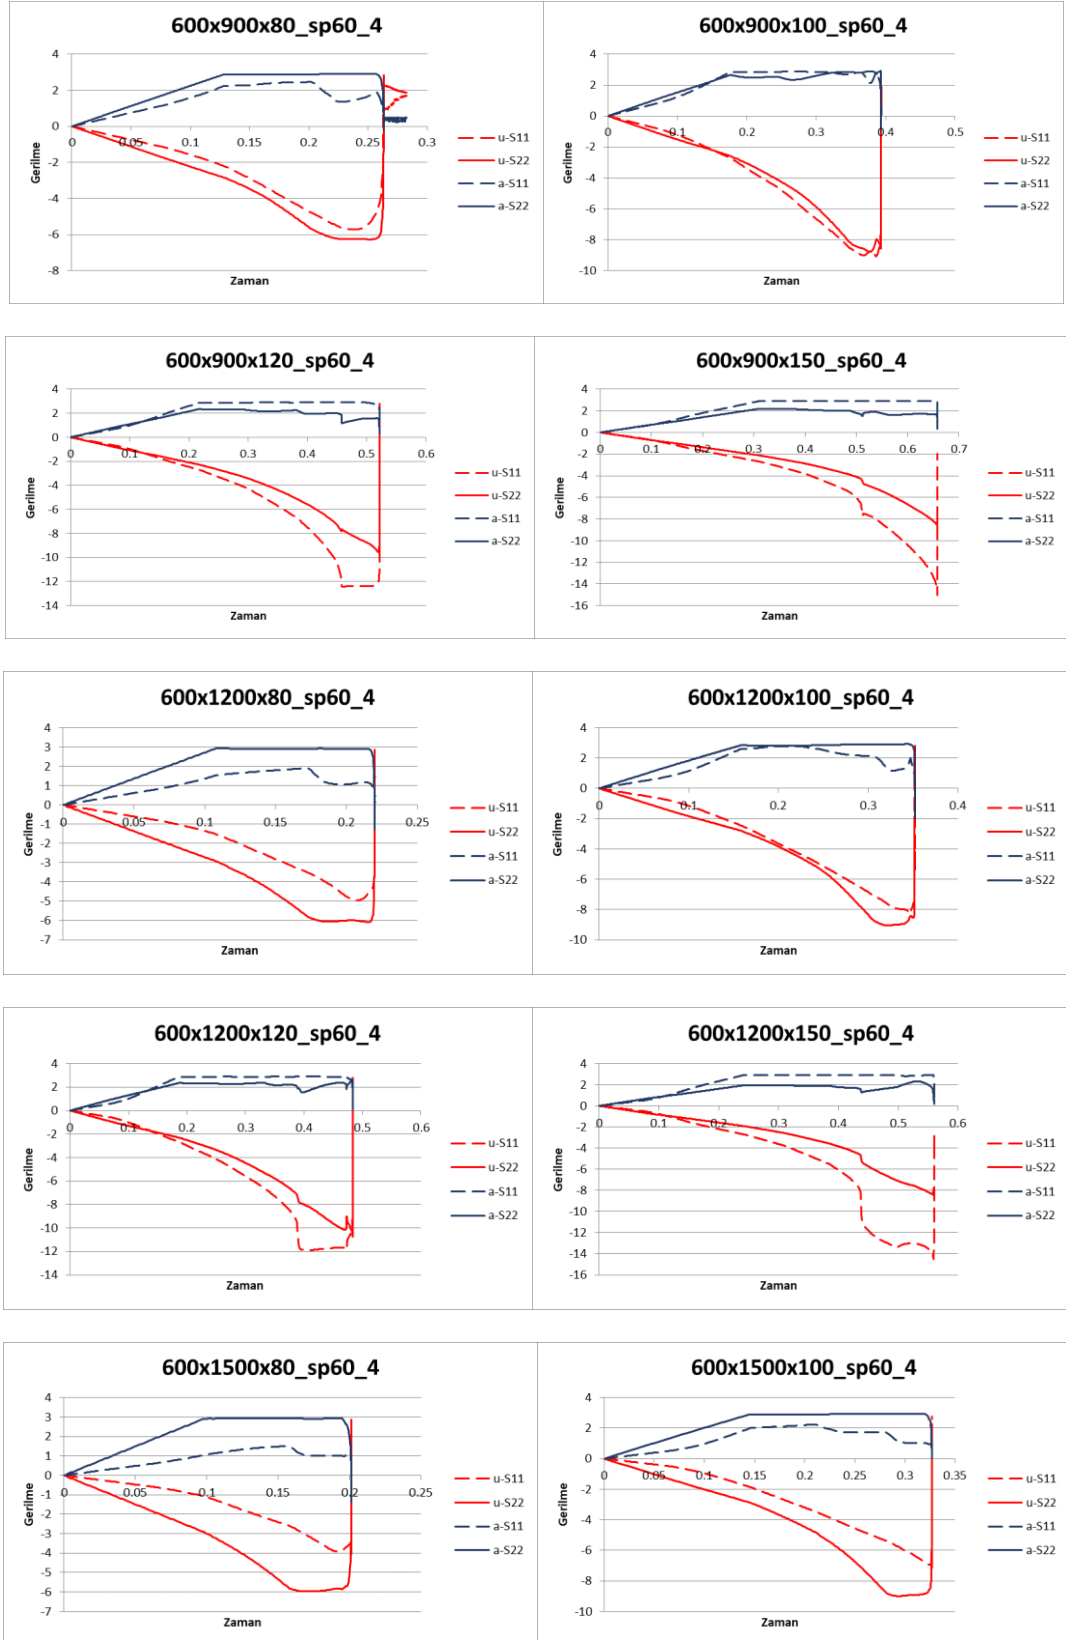 600x900x80_sp60_4
4
2
0
-2
-4
-6
-8
0
0.05
0.1
0.15
0.2
0.25
0.3
Gerilme
Zaman
u-S11
u-S22
a-S11
a-S22
600x900x100_sp60_4
4
2
0
-2
-4
-6
-8
-10
0
0.1
0.2
0.3
0.4
0.5
Gerilme
Zaman
u-S11
u-S22
a-S11
a-S22
600x900x120_sp60_4
4
2
0
-2
-4
-6
-8
-10
-12
-14
0
0.1
0.2
0.3
0.4
0.5
0.6
Gerilme
Zaman
u-S11
u-S22
a-S11
a-S22
600x900x150_sp60_4
4
2
0
-2
-4
-6
-8
-10
-12
-14
-16
0
0.1
0.2
0.3
0.4
0.5
0.6
0.7
Gerilme
Zaman
u-S11
u-S22
a-S11
a-S22
600x1200x80_sp60_4
4
3
2
1
0
-1
-2
-3
-4
-5
-6
-7
0
0.05
0.1
0.15
0.2
0.25
Gerilme
Zaman
u-S11
u-S22
a-S11
a-S22
600x1200x100_sp60_4
4
2
0
-2
-4
-6
-8
-10
0
0.1
0.2
0.3
0.4
Gerilme
Zaman
u-S11
u-S22
a-S11
a-S22
600x1200x120_sp60_4
4
2
0
-2
-4
-6
-8
-10
-12
-14
0
0.1
0.2
0.3
0.4
0.5
0.6
Gerilme
Zaman
u-S11
u-S22
a-S11
a-S22
600x1200x150_sp60_4
4
2
0
-2
-4
-6
-8
-10
-12
-14
-16
0
0.1
0.2
0.3
0.4
0.5
0.6
Gerilme
Zaman
u-S11
u-S22
a-S11
a-S22
600x1500x80_sp60_4
4
3
2
1
0
-1
-2
-3
-4
-5
-6
-7
0
0.05
0.1
0.15
0.2
0.25
Gerilme
Zaman
u-S11
u-S22
a-S11
a-S22
600x1500x100_sp60_4
4
2
0
-2
-4
-6
-8
-10
0
0.05
0.1
0.15
0.2
0.25
0.3
0.35
Gerilme
Zaman
u-S11
u-S22
a-S11
a-S22